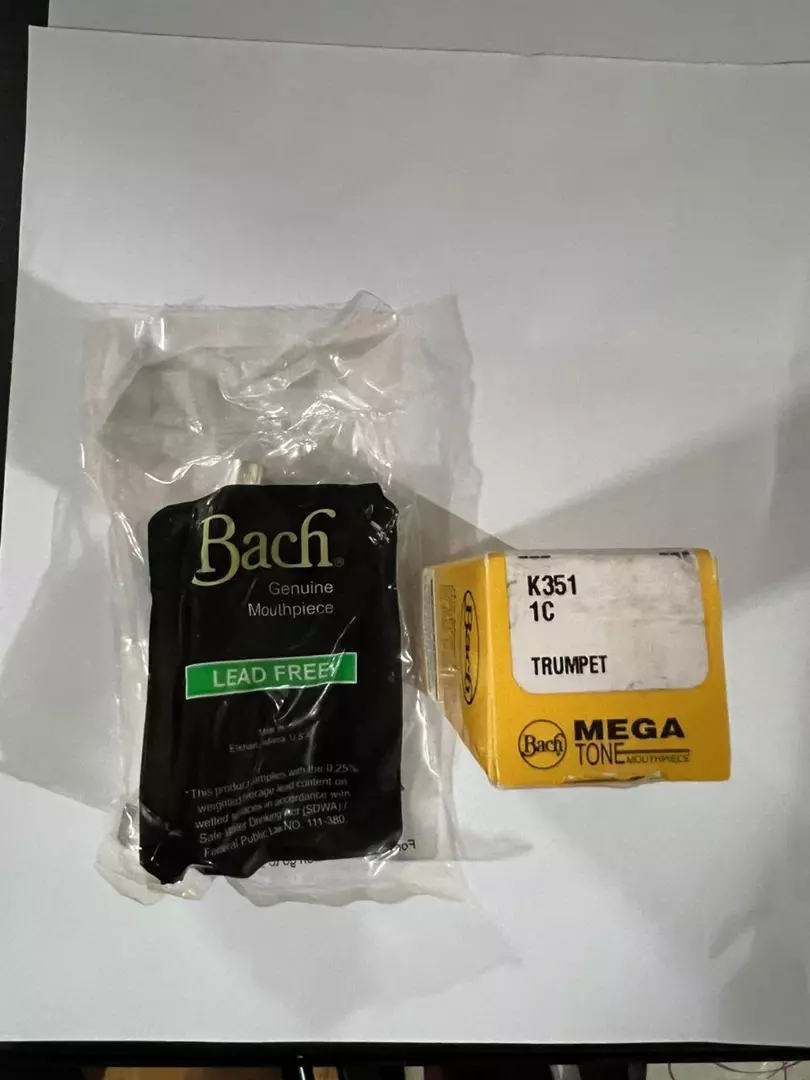 Bach®
Genuine
Mouthpiece
LEAD FREE*
Elkhart, U.S.A.
*This product complies with the 0.25%
weighted average lead content on
wetted surfaces in accordance with
Safe Water Drinking Act (SDWA) /
Federal Public Law NO. 111-380.
K351
1C
TRUMPET
Bach
Bach
MEGA
TONE
MOUTHPIECE